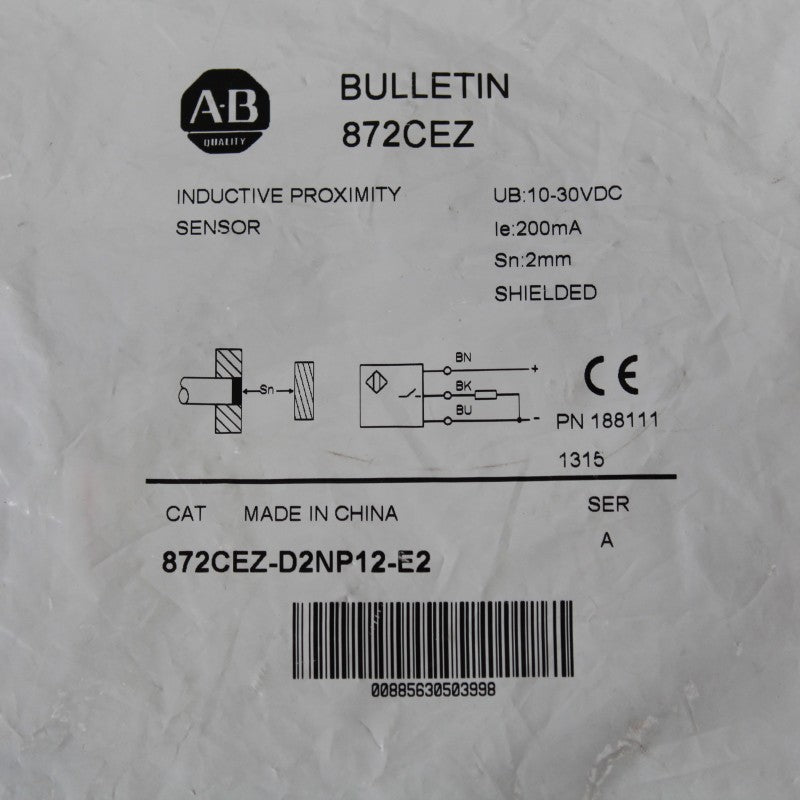 A·B
QUALITY
BULLETIN
872CEZ
INDUCTIVE PROXIMITY
SENSOR
UB:10-30VDC
Ie:200mA
Sn:2mm
SHIELDED
Sn
BN
+
BK
BU
-
CE
PN 188111
1315
CAT MADE IN CHINA
SER
A
872CEZ-D2NP12-E2
00885630503998